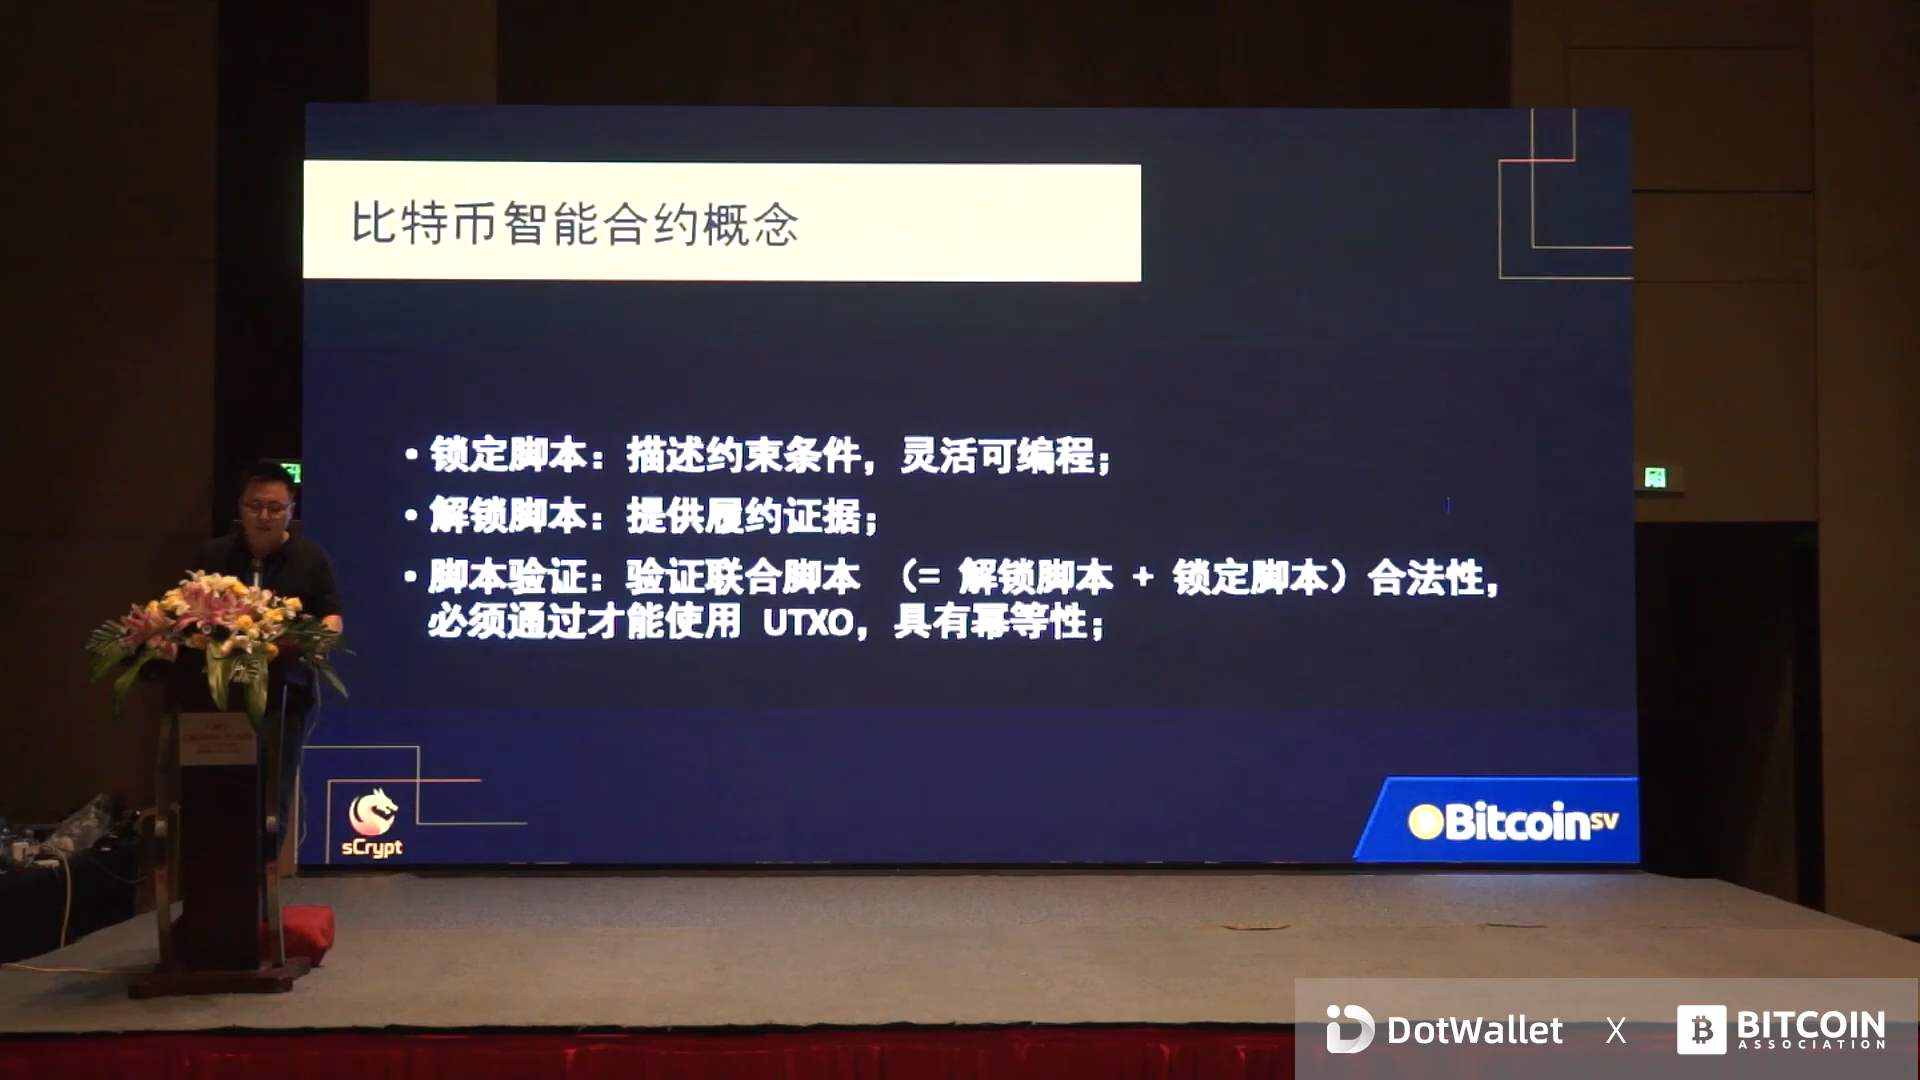 比特币智能合约概念
• 锁定脚本：描述约束条件，灵活可编程；
• 解锁脚本：提供履约证据；
• 脚本验证：验证联合脚本 （= 解锁脚本 + 锁定脚本）合法性，
必须通过才能使用 UTXO，具有幂等性；
sCrypt
Bitcoin SV
DotWallet X BITCOIN
ASSOCIATION